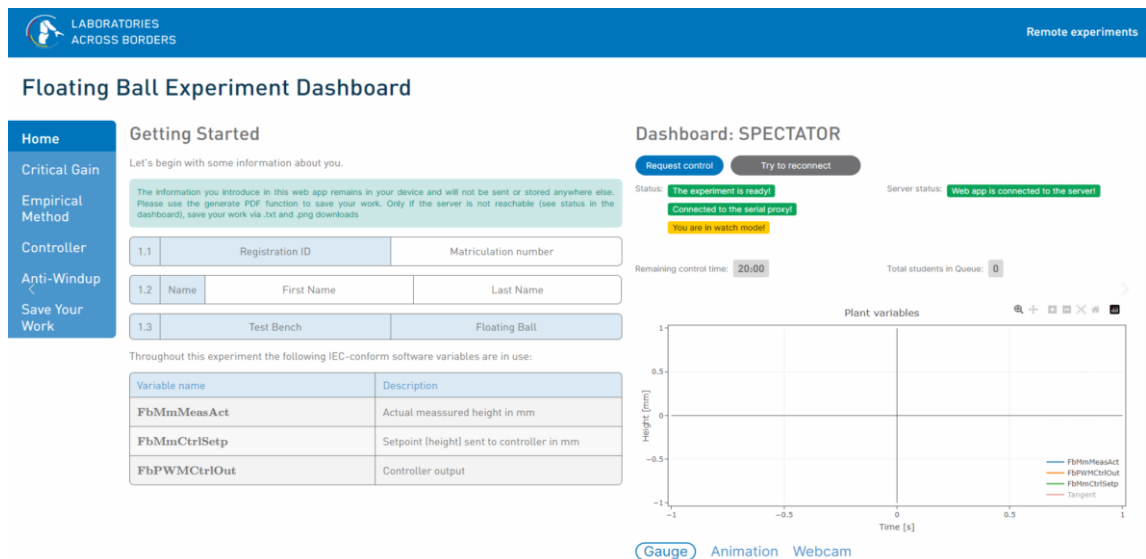 LABORATORIES
ACROSS BORDERS
Remote experiments
Floating Ball Experiment Dashboard
Home
Critical Gain
Empirical
Method
Controller
Anti-Windup
Save Your
Work
Getting Started
Let's begin with some information about you.
The information you introduce in this web app remains in your device and will not be sent or stored anywhere else.
Please use the generate PDF function to save your work. Only if the server is not reachable (see status in the
dashboard), save your work via .txt and .png downloads
1.1 Registration ID Matriculation number
1.2 Name First Name Last Name
1.3 Test Bench Floating Ball
Throughout this experiment the following IEC-conform software variables are in use:
Variable name Description
FbMmMeasAct Actual meassured height in mm
FbMmCtrlSetp Setpoint (height) sent to controller in mm
FbPWMCtrlOut Controller output
Dashboard: SPECTATOR
Request control Try to reconnect
Status: The experiment is ready! Server status: Web app is connected to the server!
Connected to the serial proxy!
You are in watch mode!
Remaining control time: 20:00 Total students in Queue: 0
Plant variables
1
0.5
0
−0.5
−1
Height [mm]
FbMmMeasAct
FbPWMCtrlOut
FbMmCtrlSetp
Tangent
−1 −0.5 0 0.5 1
Time [s]
Gauge Animation Webcam